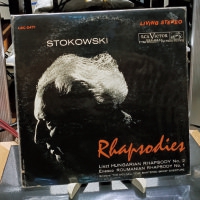 LIVING STEREO
RCA VICTOR
STOKOWSKI
Rhapsodies
Liszt HUNGARIAN RHAPSODY No. 2
Enesco ROUMANIAN RHAPSODY No. 1